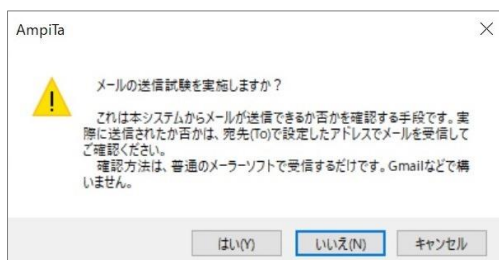 AmpiTa
メールの送信試験を実施しますか？
これは本システムからメールが送信できるか否かを確認する手段です。実
際に送信されたか否かは、宛先(To)で設定したアドレスでメールを受信して
ご確認ください。
確認方法は、普通のメーラーソフトで受信するだけです。Gmailなどで構
いません。
はい(Y) いいえ(N) キャンセル